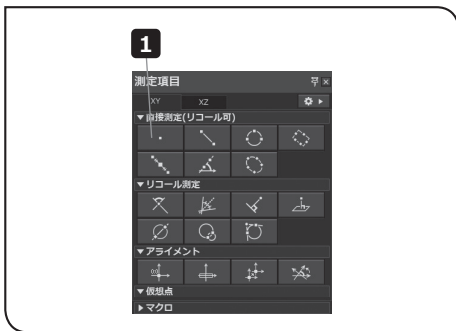 1
測定項目
XY XZ
▼直接測定(リコール可)
▼リコール測定
▼アライメント
▼仮想点
▶マクロ